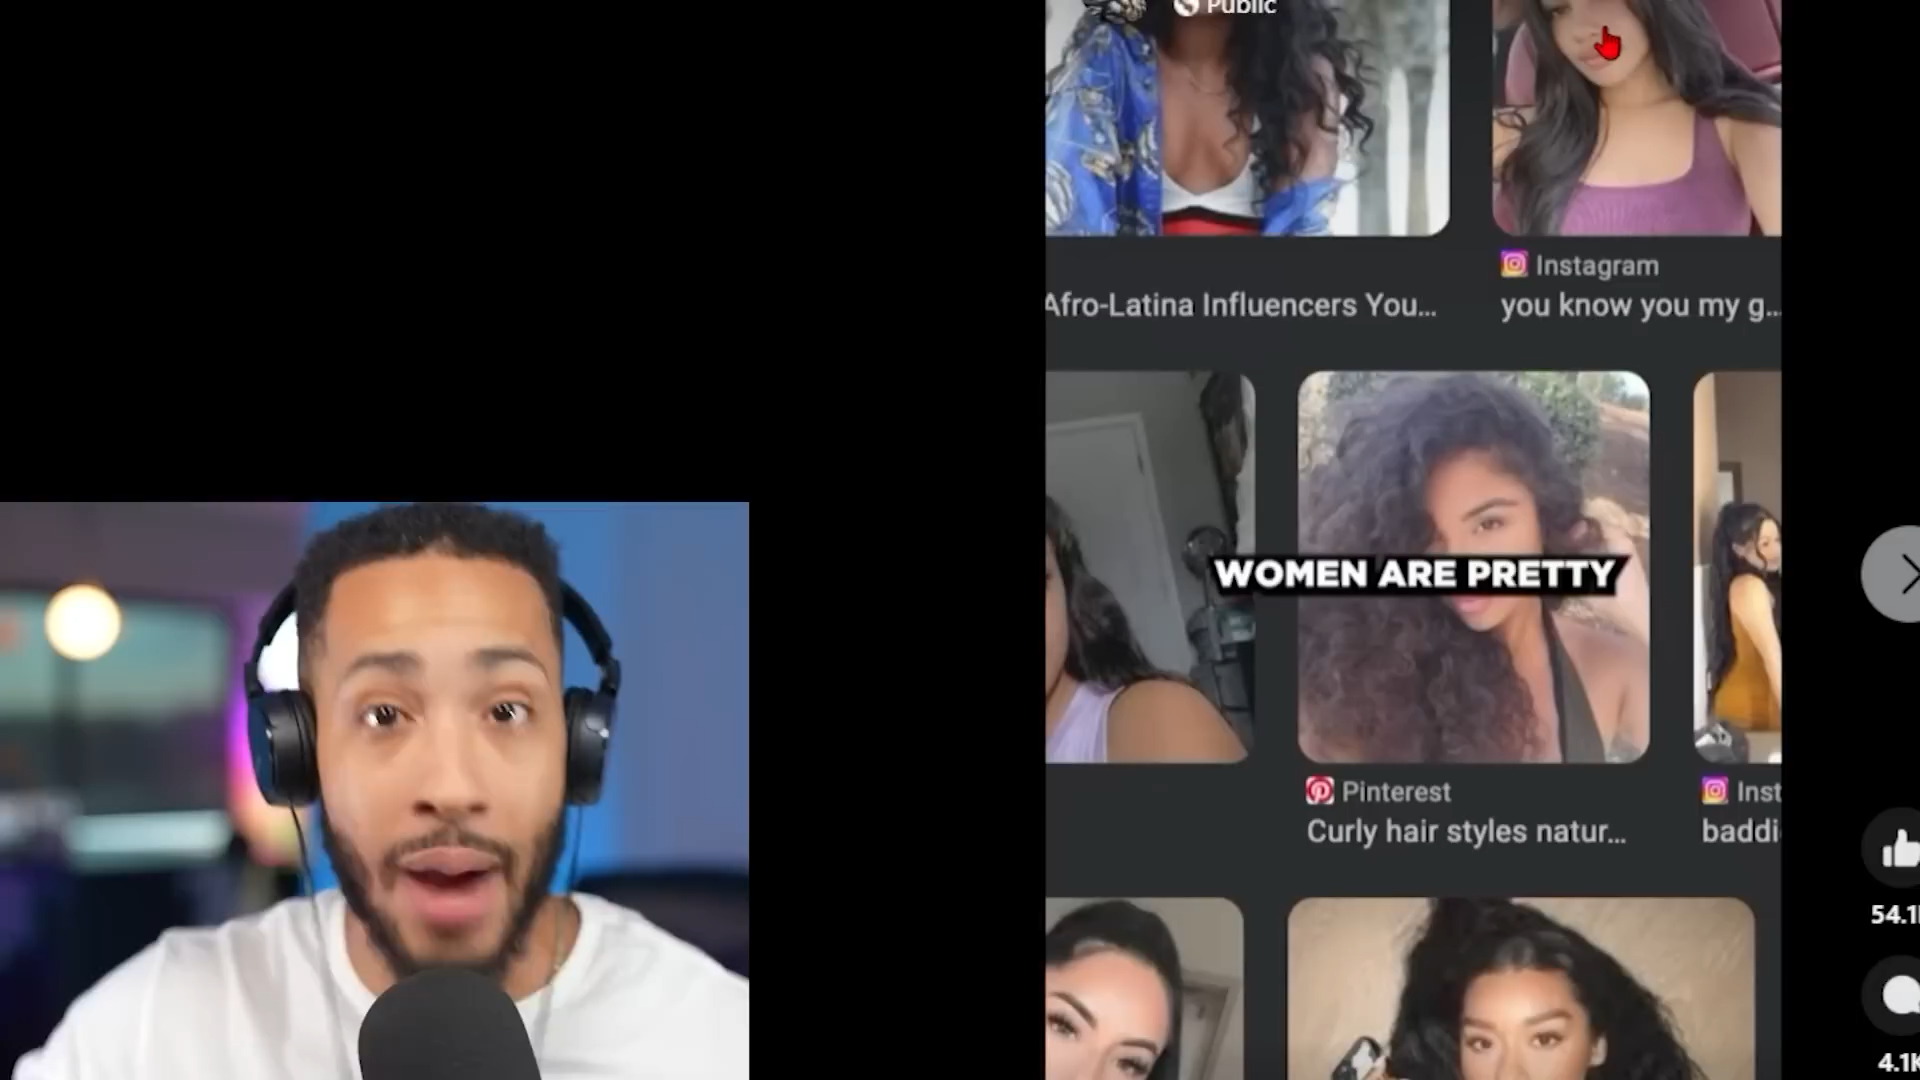 Public
Instagram
Afro-Latina Influencers You...
you know you my g...
WOMEN ARE PRETTY
Pinterest
Inst
Curly hair styles natur...
baddi
54.1
4.1K